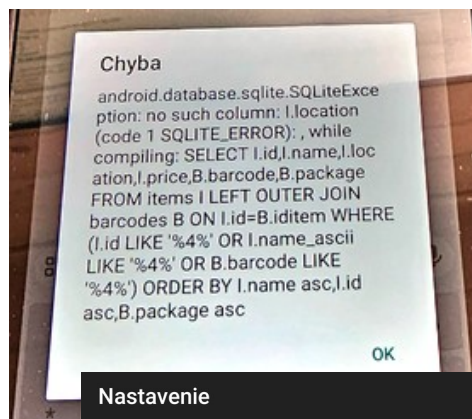 Chyba
android.database.sqlite.SQLiteExce
ption: no such column: I.location
(code 1 SQLITE_ERROR): , while
compiling: SELECT I.id,I.name,I.loc
ation,I.price,B.barcode,B.package
FROM items I LEFT OUTER JOIN
barcodes B ON I.id=B.iditem WHERE
(I.id LIKE '%4%' OR I.name_ascii
LIKE '%4%' OR B.barcode LIKE
'%4%') ORDER BY I.name asc,I.id
asc,B.package asc
OK
Nastavenie